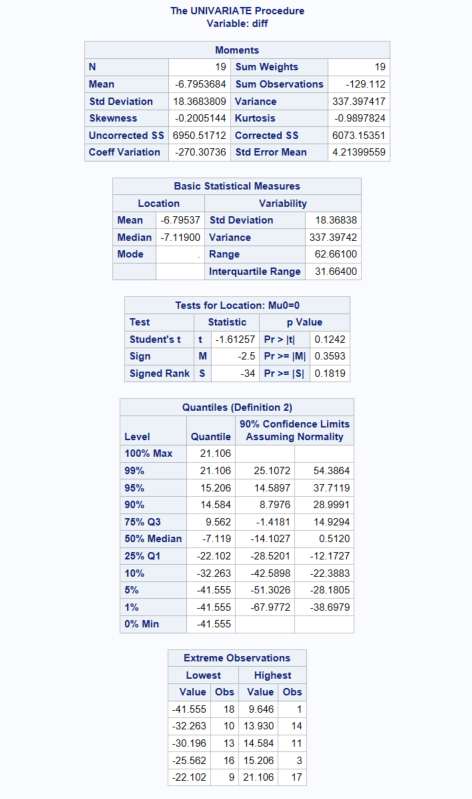 The UNIVARIATE Procedure
Variable: diff
Moments
N 19 Sum Weights 19
Mean -6.7953684 Sum Observations -129.112
Std Deviation 18.3683809 Variance 337.397417
Skewness -0.2005144 Kurtosis -0.9897824
Uncorrected SS 6950.51712 Corrected SS 6073.15351
Coeff Variation -270.30736 Std Error Mean 4.21399559
Basic Statistical Measures
Location Variability
Mean -6.79537 Std Deviation 18.36838
Median -7.11900 Variance 337.39742
Mode . Range 62.66100
Interquartile Range 31.66400
Tests for Location: Mu0=0
Test Statistic p Value
Student's t t -1.61257 Pr > |t| 0.1242
Sign M -2.5 Pr >= |M| 0.3593
Signed Rank S -34 Pr >= |S| 0.1819
Quantiles (Definition 2)
90% Confidence Limits
Level Quantile Assuming Normality
100% Max 21.106
99% 21.106 25.1072 54.3864
95% 15.206 14.5897 37.7119
90% 14.584 8.7976 28.9991
75% Q3 9.562 -1.4181 14.9294
50% Median -7.119 -14.1027 0.5120
25% Q1 -22.102 -28.5201 -12.1727
10% -32.263 -42.5898 -22.3883
5% -41.555 -51.3026 -28.1805
1% -41.555 -67.9772 -38.6979
0% Min -41.555
Extreme Observations
Lowest Highest
Value Obs Value Obs
-41.555 18 9.646 1
-32.263 10 13.930 14
-30.196 13 14.584 11
-25.562 16 15.206 3
-22.102 9 21.106 17